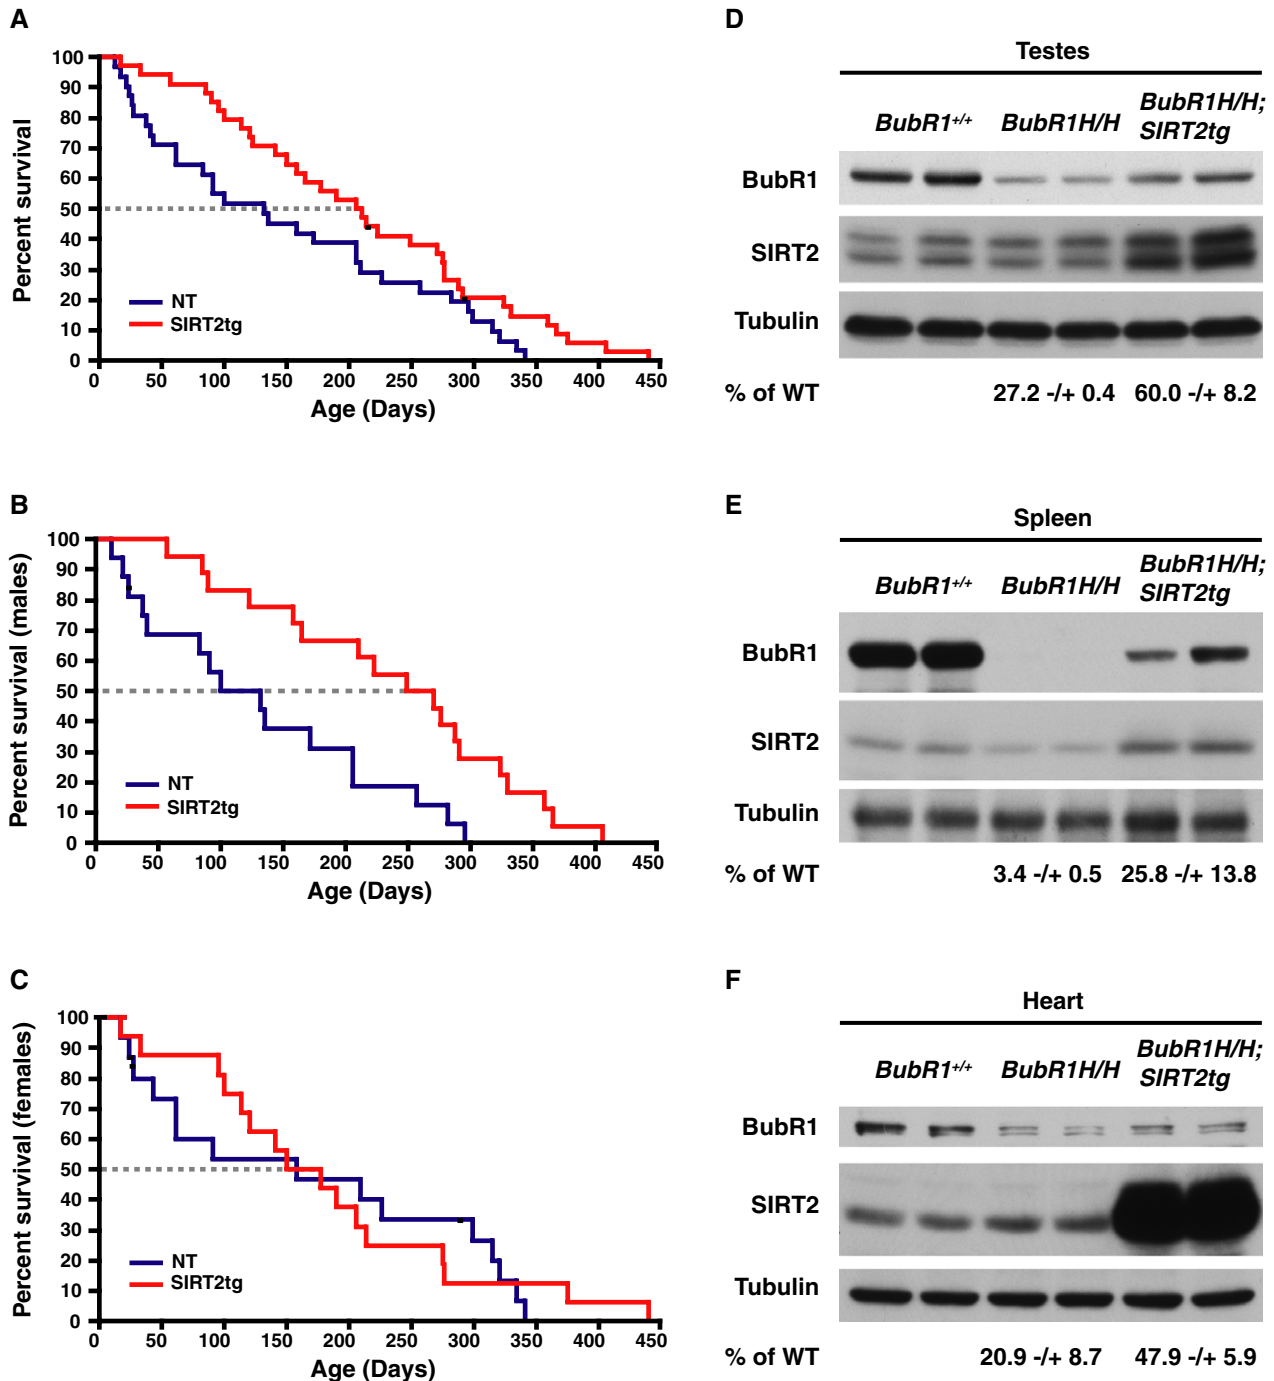 A
Percent survival
100
90
80
70
60
50
40
30
20
10
0
NT
SIRT2tg
0 50 100 150 200 250 300 350 400 450
Age (Days)
B
Percent survival (males)
100
90
80
70
60
50
40
30
20
10
0
NT
SIRT2tg
0 50 100 150 200 250 300 350 400 450
Age (Days)
C
Percent survival (females)
100
90
80
70
60
50
40
30
20
10
0
NT
SIRT2tg
0 50 100 150 200 250 300 350 400 450
Age (Days)
D
Testes
BubR1+/+ BubR1H/H BubR1H/H;
SIRT2tg
BubR1
SIRT2
Tubulin
% of WT 27.2 -/+ 0.4 60.0 -/+ 8.2
E
Spleen
BubR1+/+ BubR1H/H BubR1H/H;
SIRT2tg
BubR1
SIRT2
Tubulin
% of WT 3.4 -/+ 0.5 25.8 -/+ 13.8
F
Heart
BubR1+/+ BubR1H/H BubR1H/H;
SIRT2tg
BubR1
SIRT2
Tubulin
% of WT 20.9 -/+ 8.7 47.9 -/+ 5.9